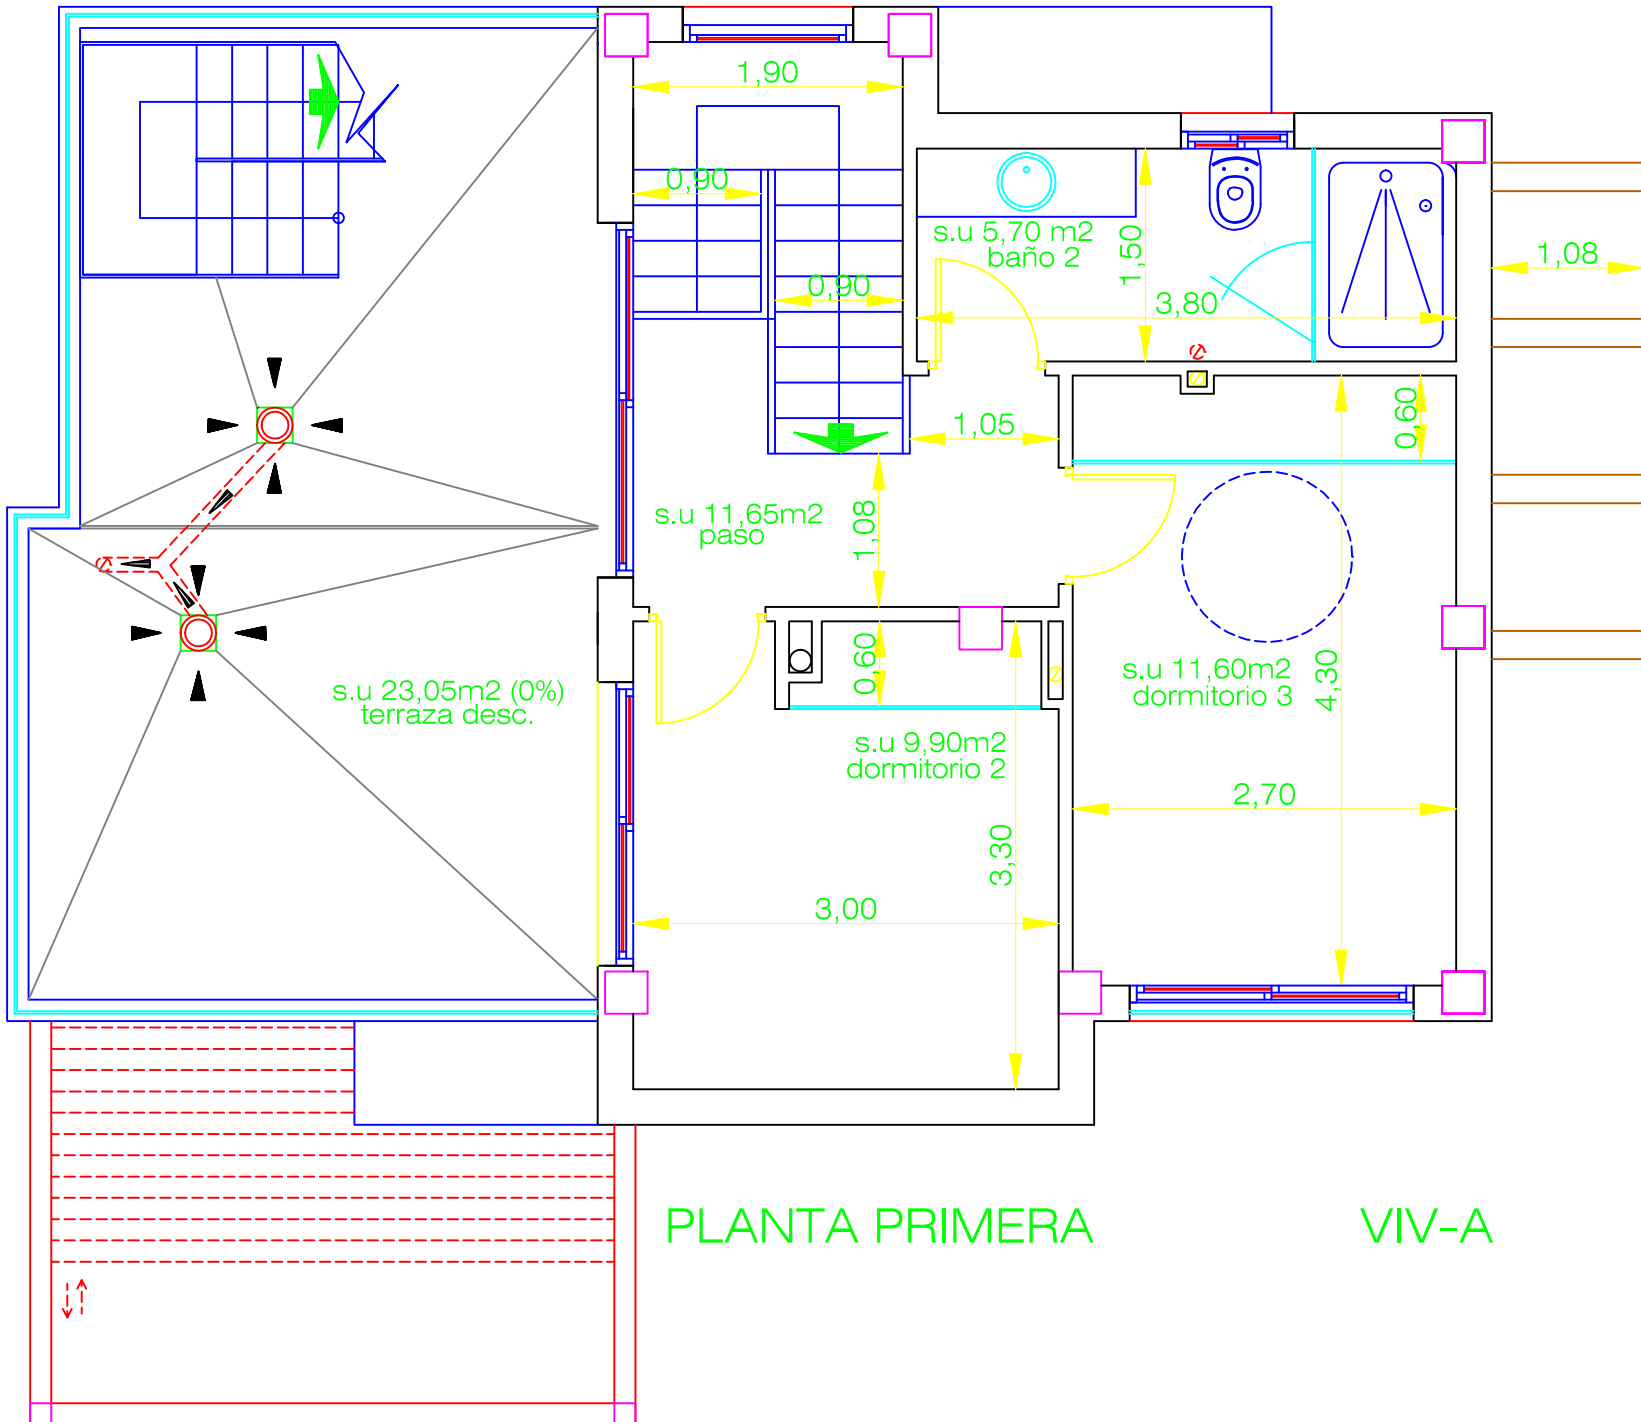 1,90
0,90
s.u 5,70 m2
baño 2
1,50
1,08
0,90
3,80
0,60
1,05
s.u 11,65m2
paso
1,08
s.u 23,05m2 (0%)
terraza desc.
0,60
s.u 11,60m2
dormitorio 3
4,30
s.u 9,90m2
dormitorio 2
2,70
3,30
3,00
PLANTA PRIMERA
VIV-A